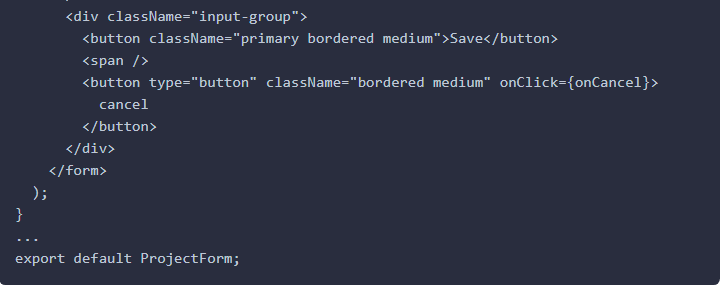 <div className="input-group">
<button className="primary bordered medium">Save</button>
<span />
<button type="button" className="bordered medium" onClick={onCancel}>
cancel
</button>
</div>
</form>
);
}
...
export default ProjectForm;